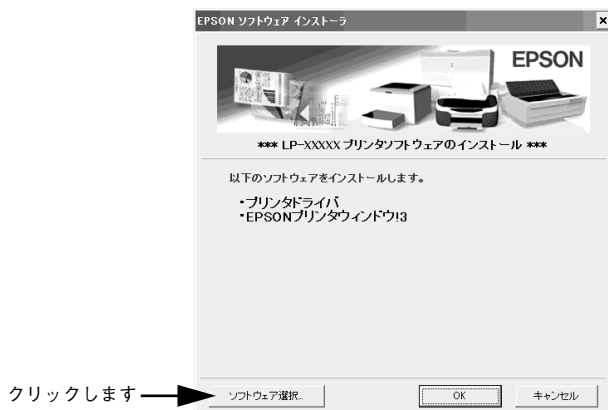 EPSON ソフトウェア インストーラ
EPSON
*** LP-XXXXX プリンタソフトウェアのインストール ***
以下のソフトウェアをインストールします。
・プリンタドライバ
・EPSONプリンタウィンドウ!3
クリックします
ソフトウェア選択...
OK
キャンセル